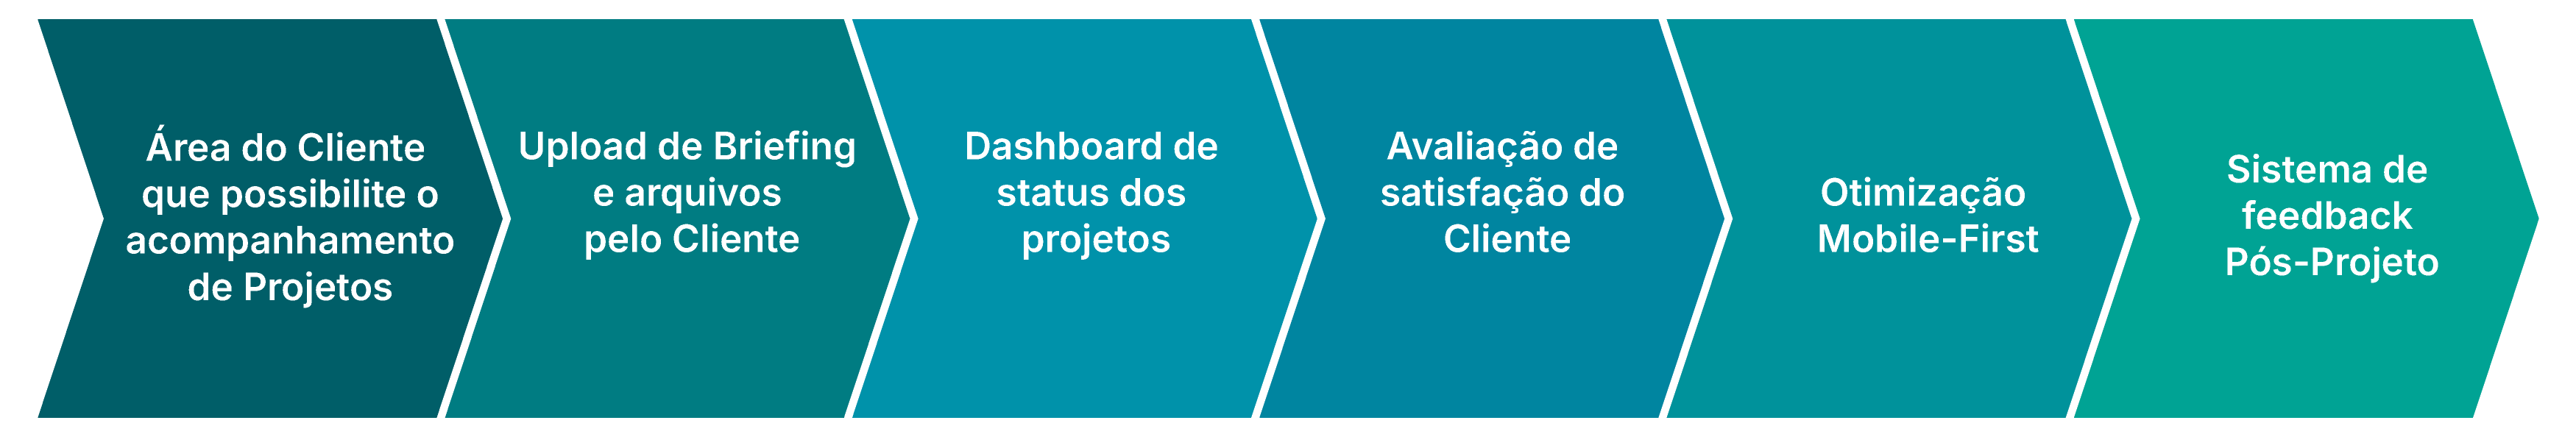 Área do Cliente
que possibilite o
acompanhamento
de Projetos
Upload de Briefing
e arquivos
pelo Cliente
Dashboard de
status dos
projetos
Avaliação de
satisfação do
Cliente
Otimização
Mobile-First
Sistema de
feedback
Pós-Projeto